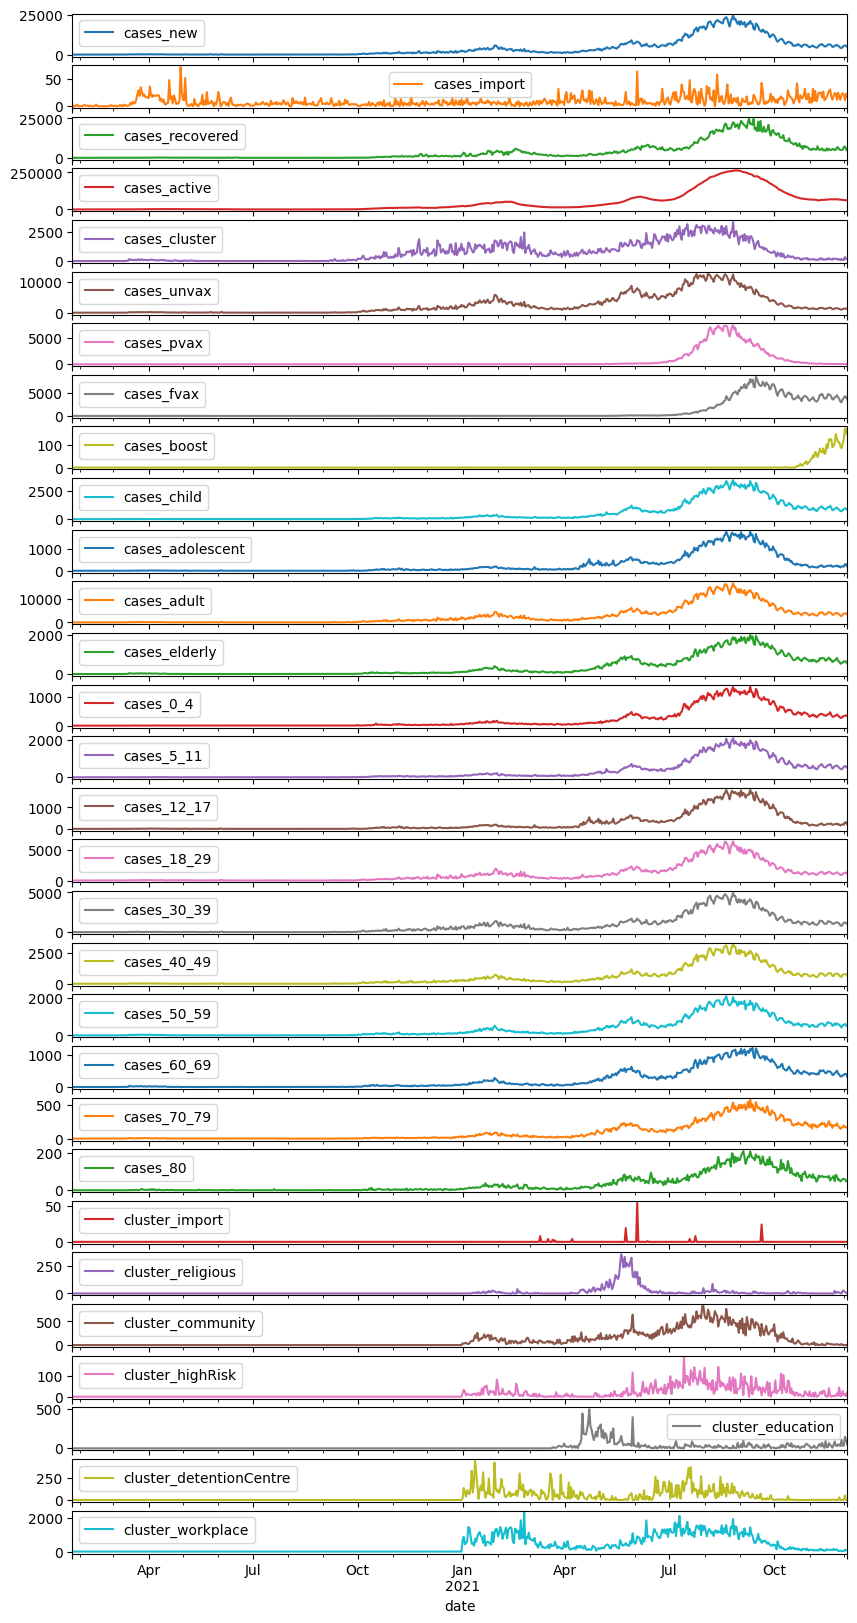 25000
cases_new
0
50
cases_import
0
25000
cases_recovered
0
250000
cases_active
0
2500
cases_cluster
0
10000
cases_unvax
0
5000
cases_pvax
0
5000
cases_fvax
0
100
cases_boost
0
2500
cases_child
0
1000
cases_adolescent
0
10000
cases_adult
0
2000
cases_elderly
0
1000
cases_0_4
0
2000
cases_5_11
0
1000
cases_12_17
0
5000
cases_18_29
0
5000
cases_30_39
0
2500
cases_40_49
0
2000
cases_50_59
0
1000
cases_60_69
0
500
cases_70_79
0
200
cases_80
0
50
cluster_import
0
250
cluster_religious
0
500
cluster_community
0
100
cluster_highRisk
0
500
cluster_education
0
250
cluster_detentionCentre
0
2000
cluster_workplace
0
Apr Jul Oct Jan Apr Jul Oct
2021
date